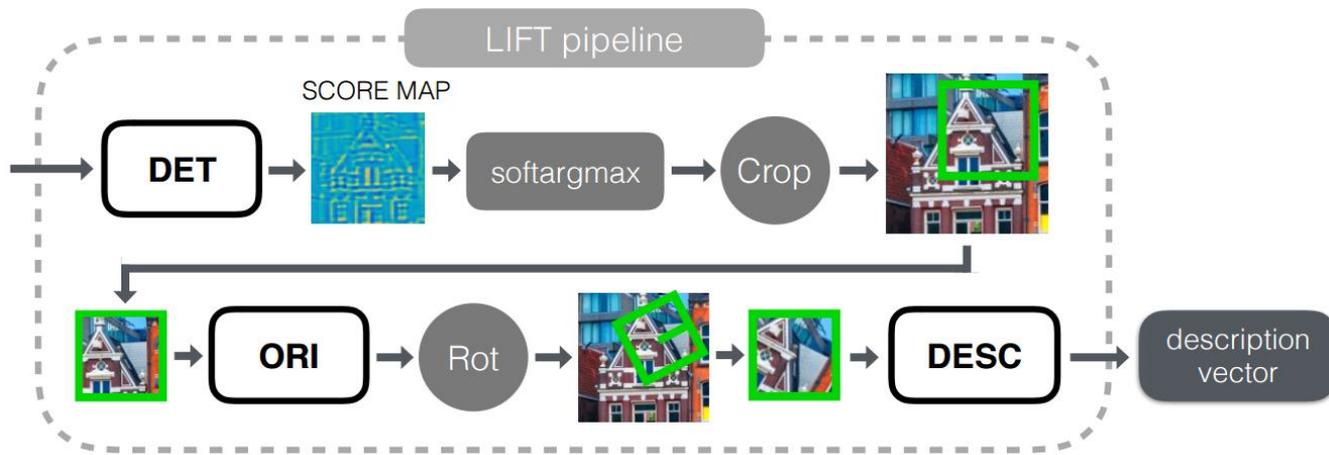 LIFT pipeline
SCORE MAP
DET
softargmax
Crop
ORI
Rot
DESC
description
vector